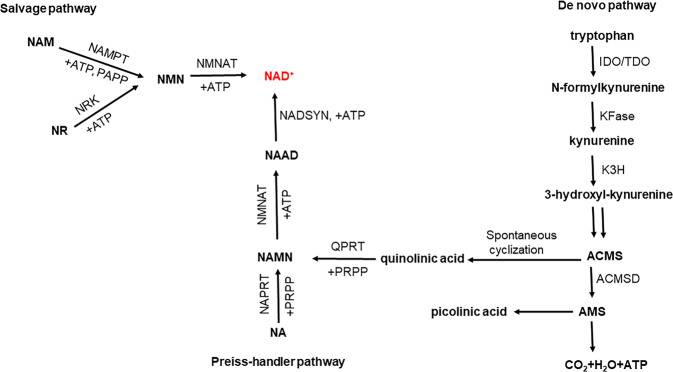 Salvage pathway
De novo pathway
NAM
NAMPT
+ATP, PAPP
NMN
NMNAT
+ATP
NAD⁺
NRK
+ATP
NR
NADSYN, +ATP
NAAD
NMNAT
+ATP
NAMN
NAPRT
+PRPP
NA
Preiss-handler pathway
QPRT
+PRPP
quinolinic acid
Spontaneous
cyclization
tryptophan
IDO/TDO
N-formylkynurenine
KFase
kynurenine
K3H
3-hydroxyl-kynurenine
ACMS
ACMSD
picolinic acid
AMS
CO₂+H₂O+ATP